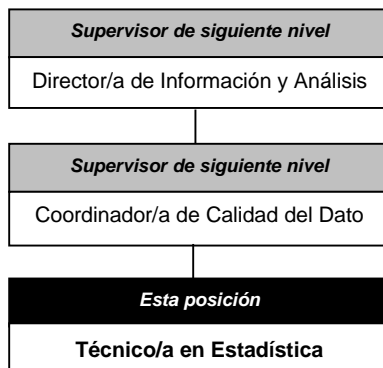 Supervisor de siguiente nivel
Director/a de Información y Análisis
Supervisor de siguiente nivel
Coordinador/a de Calidad del Dato
Esta posición
Técnico/a en Estadística